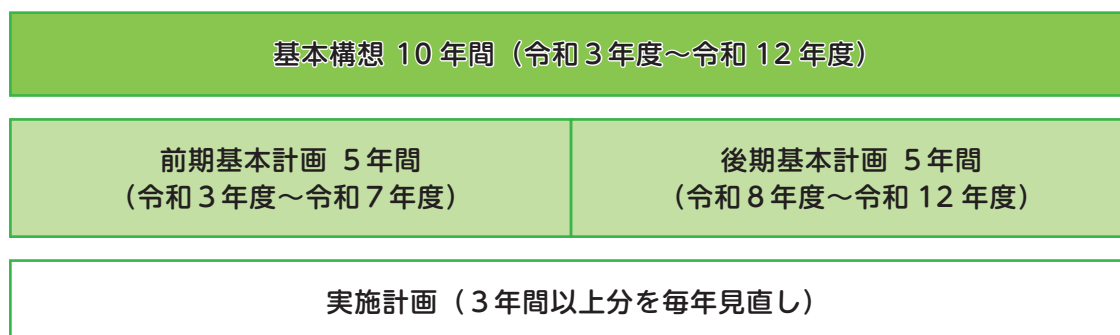 基本構想 10 年間（令和３年度～令和 12 年度）
前期基本計画 ５年間
（令和３年度～令和７年度）
後期基本計画 ５年間
（令和８年度～令和 12 年度）
実施計画（３年間以上分を毎年見直し）